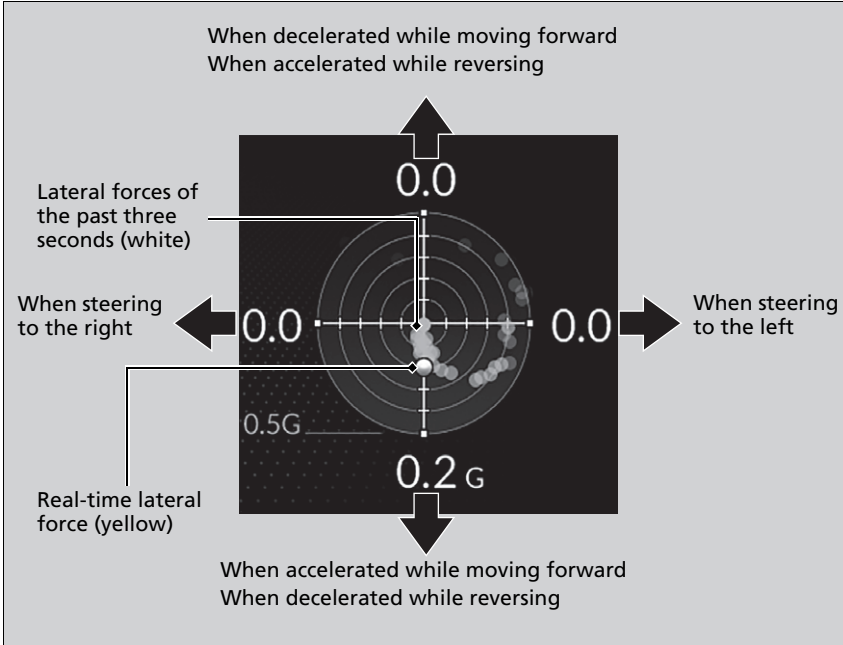 When decelerated while moving forward
When accelerated while reversing
0.0
Lateral forces of
the past three
seconds (white)
When steering
to the right
0.0
0.0
When steering
to the left
0.5G
0.2 G
Real-time lateral
force (yellow)
When accelerated while moving forward
When decelerated while reversing